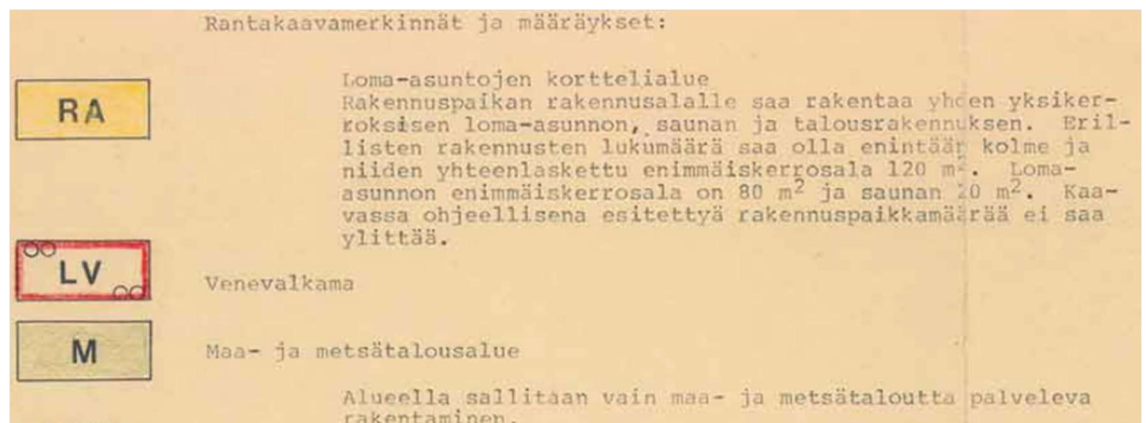 Rantakaavamerkinnät ja määräykset:
RA
Loma-asuntojen korttelialue
Rakennuspaikan rakennusalalle saa rakentaa yhden yksiker-
roksisen loma-asunnon, saunan ja talousrakennuksen. Eril-
listen rakennusten lukumäärä saa olla enintään kolme ja
niiden yhteenlaskettu enimmäiskerrosala 120 m². Loma-
asunnon enimmäiskerrosala on 80 m² ja saunan 20 m². Kaa-
vassa ohjeellisena esitettyä rakennuspaikkamäärää ei saa
ylittää.
LV
Venevalkama
M
Maa- ja metsätalousalue
Alueella sallitaan vain maa- ja metsätaloutta palveleva
rakentaminen.